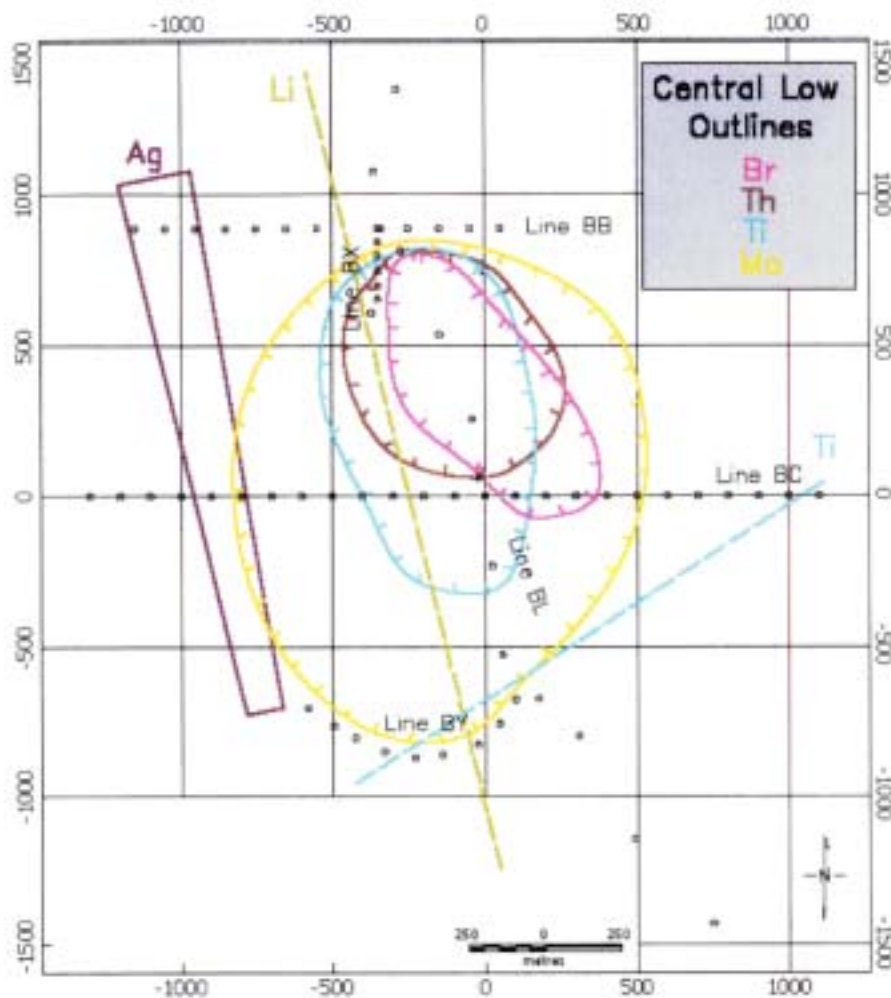 -1000 -500 0 500 1000
1500 1500
Li
Central Low
Outlines
Br
Th
Ti
Mo
Ag
1000 1000
Line BB
Line BX
500 500
Ti
Line BC
0 0
Line BL
-500 -500
Line BY
-1000 -1000
N
250 0 250
metres
-1500 -1500
-1000 -500 0 500 1000